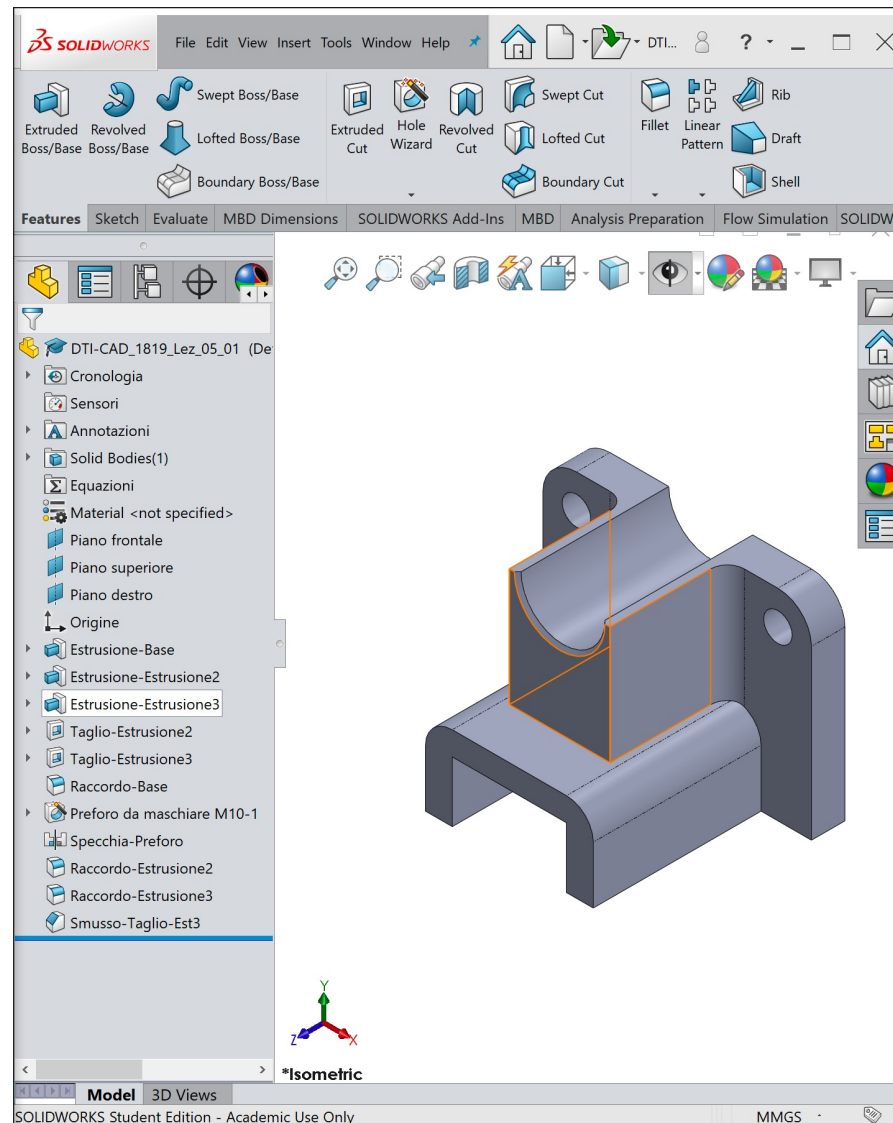 SOLIDWORKS File Edit View Insert Tools Window Help DTI... ?
Extruded Boss/Base
Revolved Boss/Base
Swept Boss/Base
Lofted Boss/Base
Boundary Boss/Base
Extruded Cut
Hole Wizard
Revolved Cut
Swept Cut
Lofted Cut
Boundary Cut
Fillet
Linear Pattern
Rib
Draft
Shell
Features Sketch Evaluate MBD Dimensions SOLIDWORKS Add-Ins MBD Analysis Preparation Flow Simulation SOLIDW
DTI-CAD_1819_Lez_05_01 (De
Cronologia
Sensori
Annotazioni
Solid Bodies(1)
Equazioni
Material <not specified>
Piano frontale
Piano superiore
Piano destro
Origine
Estrusione-Base
Estrusione-Estrusione2
Estrusione-Estrusione3
Taglio-Estrusione2
Taglio-Estrusione3
Raccordo-Base
Preforo da maschiare M10-1
Specchia-Preforo
Raccordo-Estrusione2
Raccordo-Estrusione3
Smusso-Taglio-Est3
Y
Z X
*Isometric
Model 3D Views
SOLIDWORKS Student Edition - Academic Use Only MMGS